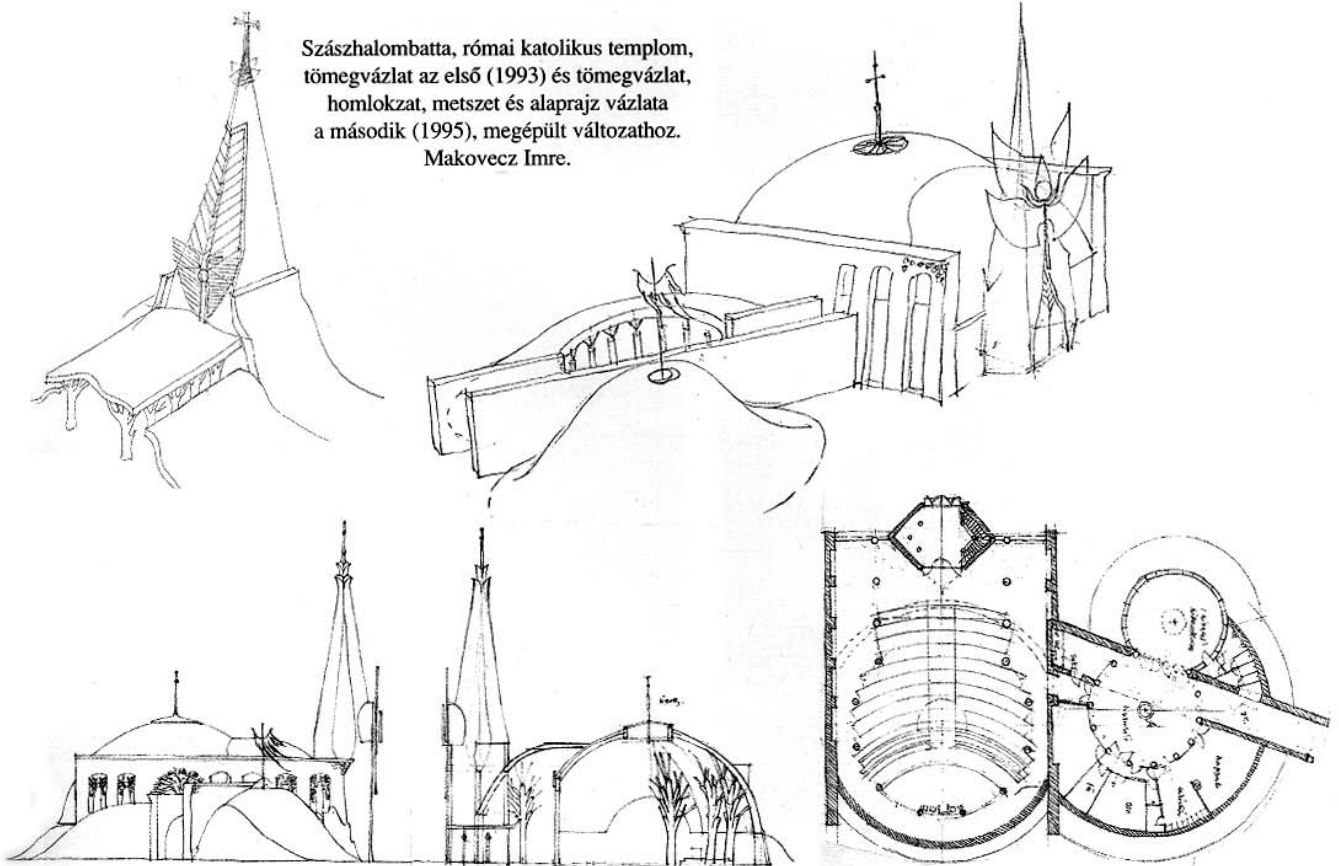 Szászhalombatta, római katolikus templom,
tömegvázlat az első (1993) és tömegvázlat,
homlokzat, metszet és alaprajz vázlata
a második (1995), megépült változathoz.
Makovecz Imre.